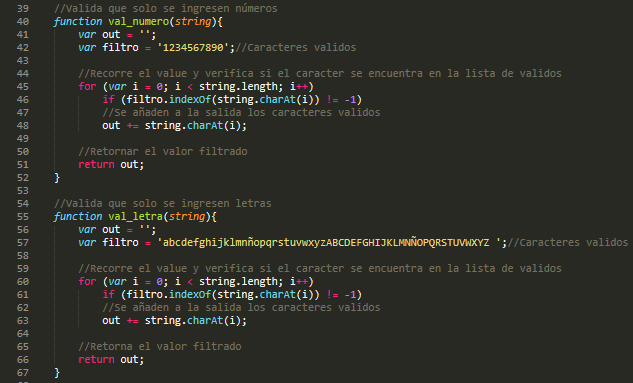 39 //Valida que solo se ingresen números
40 function val_numero(string){
41 var out = '';
42 var filtro = '1234567890';//Caracteres validos
43
44 //Recorre el value y verifica si el caracter se encuentra en la lista de validos
45 for (var i = 0; i < string.length; i++)
46 if (filtro.indexOf(string.charAt(i)) != -1)
47 //Se añaden a la salida los caracteres validos
48 out += string.charAt(i);
49
50 //Retornar el valor filtrado
51 return out;
52 }
53
54 //Valida que solo se ingresen letras
55 function val_letra(string){
56 var out = '';
57 var filtro = 'abcdefghijklmnñopqrstuvwxyzABCDEFGHIJKLMNÑOPQRSTUVWXYZ ';//Caracteres validos
58
59 //Recorre el value y verifica si el caracter se encuentra en la lista de validos
60 for (var i = 0; i < string.length; i++)
61 if (filtro.indexOf(string.charAt(i)) != -1)
62 //Se añaden a la salida los caracteres validos
63 out += string.charAt(i);
64
65 //Retorna el valor filtrado
66 return out;
67 }